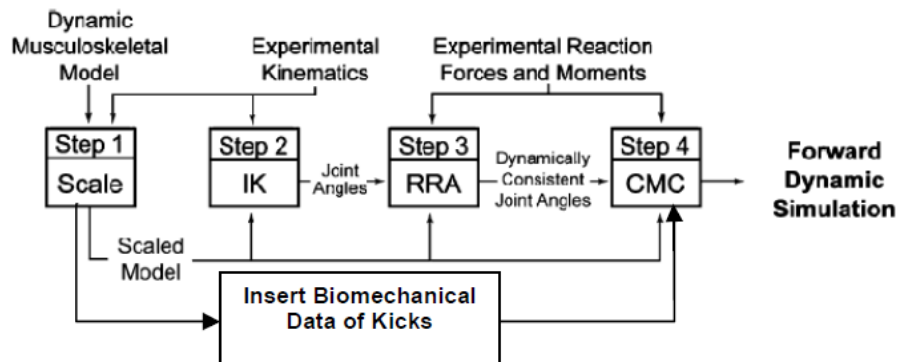 Dynamic
Musculoskeletal
Model
Experimental
Kinematics
Experimental Reaction
Forces and Moments
Step 1
Scale
Step 2
IK
Joint
Angles
Step 3
RRA
Dynamically
Consistent
Joint Angles
Step 4
CMC
Forward
Dynamic
Simulation
Scaled
Model
Insert Biomechanical
Data of Kicks